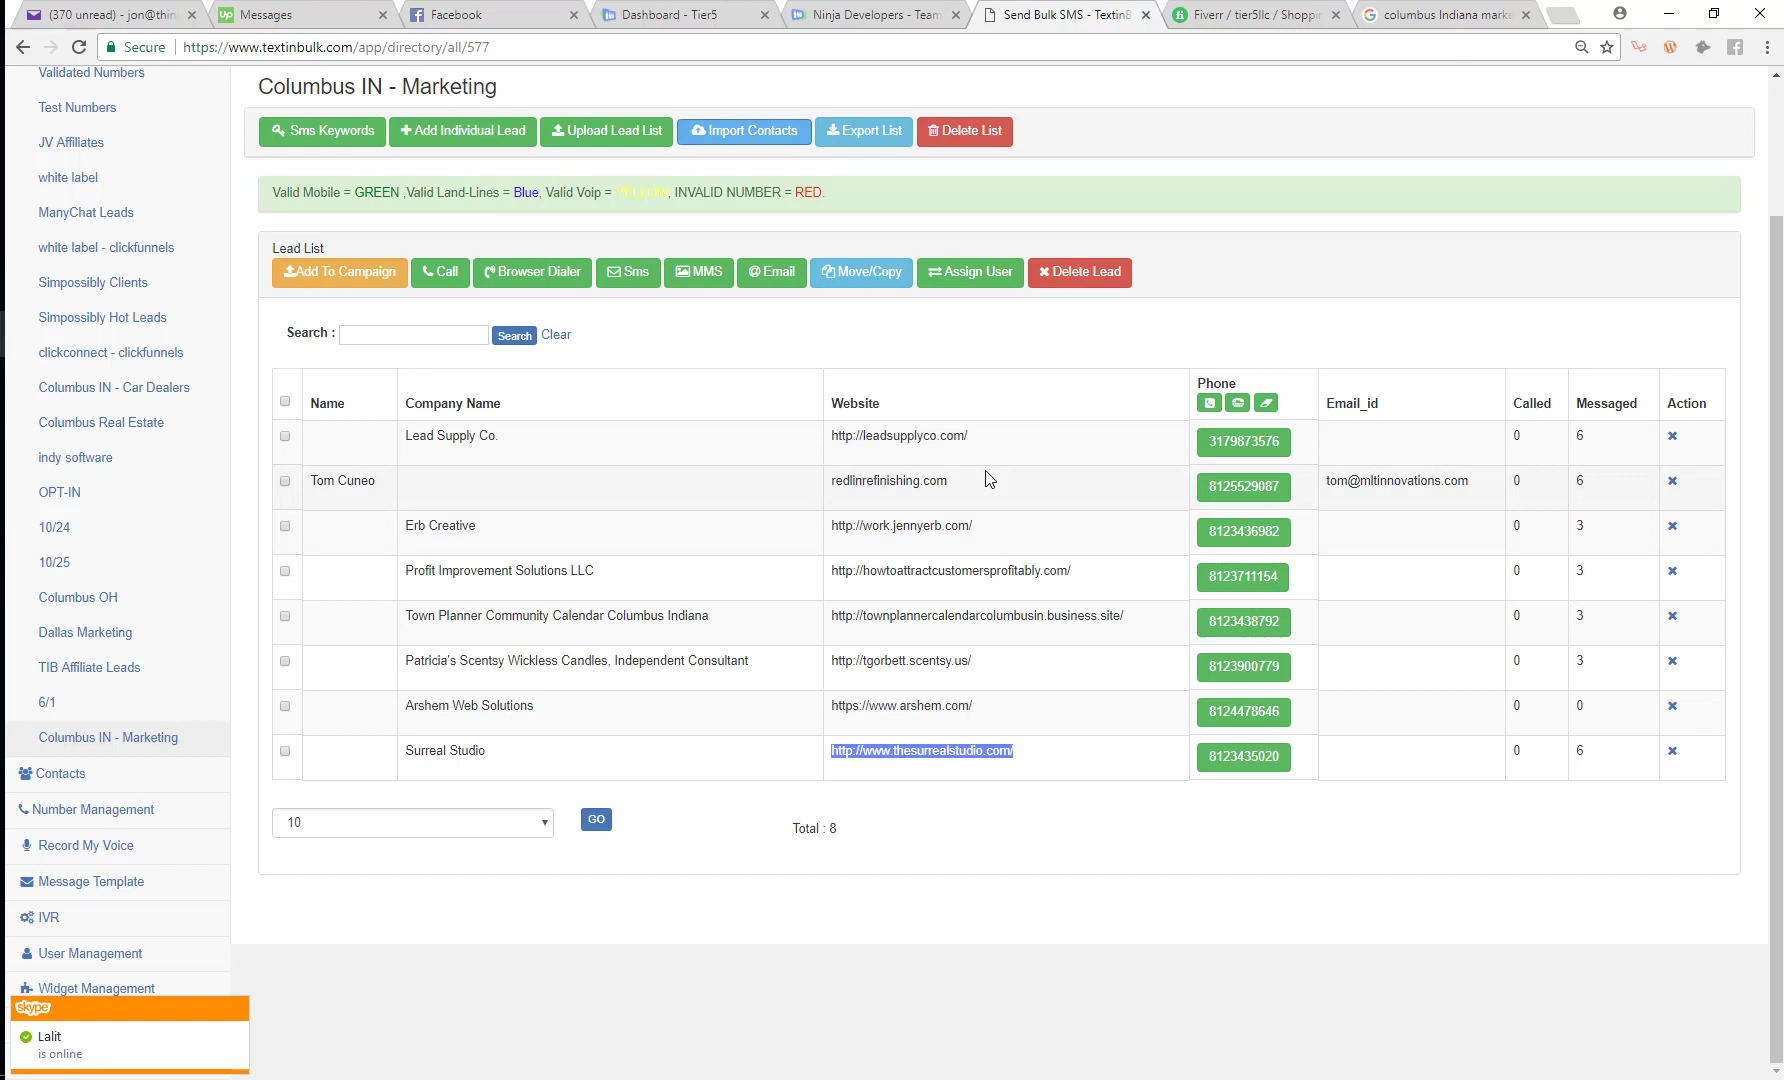 (370 unread) - jon@thin
Messages
Facebook
Dashboard - Tier5
Ninja Developers - Team
Send Bulk SMS - TextinB
Fiverr / tier5llc / Shoppi
columbus Indiana marke
Secure
https://www.textinbulk.com/app/directory/all/577
Validated Numbers
Test Numbers
JV Affiliates
white label
ManyChat Leads
white label - clickfunnels
Simpossibly Clients
Simpossibly Hot Leads
clickconnect - clickfunnels
Columbus IN - Car Dealers
Columbus Real Estate
indy software
OPT-IN
10/24
10/25
Columbus OH
Dallas Marketing
TIB Affiliate Leads
6/1
Columbus IN - Marketing
Contacts
Number Management
Record My Voice
Message Template
IVR
User Management
Widget Management
skype
Lalit
is online
Columbus IN - Marketing
Sms Keywords
Add Individual Lead
Upload Lead List
Import Contacts
Export List
Delete List
Valid Mobile = GREEN ,Valid Land-Lines = Blue, Valid Voip = YELLOW, INVALID NUMBER = RED.
Lead List
Add To Campaign
Call
Browser Dialer
Sms
MMS
@ Email
Move/Copy
Assign User
Delete Lead
Search :
Search
Clear
Name Company Name Website Phone Email_id Called Messaged Action
Lead Supply Co. http://leadsupplyco.com/ 3179873576 0 6
Tom Cuneo redlinrefinishing.com 8125529087 tom@mltinnovations.com 0 6
Erb Creative http://work.jennyerb.com/ 8123436982 0 3
Profit Improvement Solutions LLC http://howtoattractcustomersprofitably.com/ 8123711154 0 3
Town Planner Community Calendar Columbus Indiana http://townplannercalendarcolumbusin.business.site/ 8123438792 0 3
Patricia's Scentsy Wickless Candles, Independent Consultant http://tgorbett.scentsy.us/ 8123900779 0 3
Arshem Web Solutions https://www.arshem.com/ 8124478646 0 0
Surreal Studio http://www.thesurrealstudio.com/ 8123435020 0 6
10
GO
Total : 8